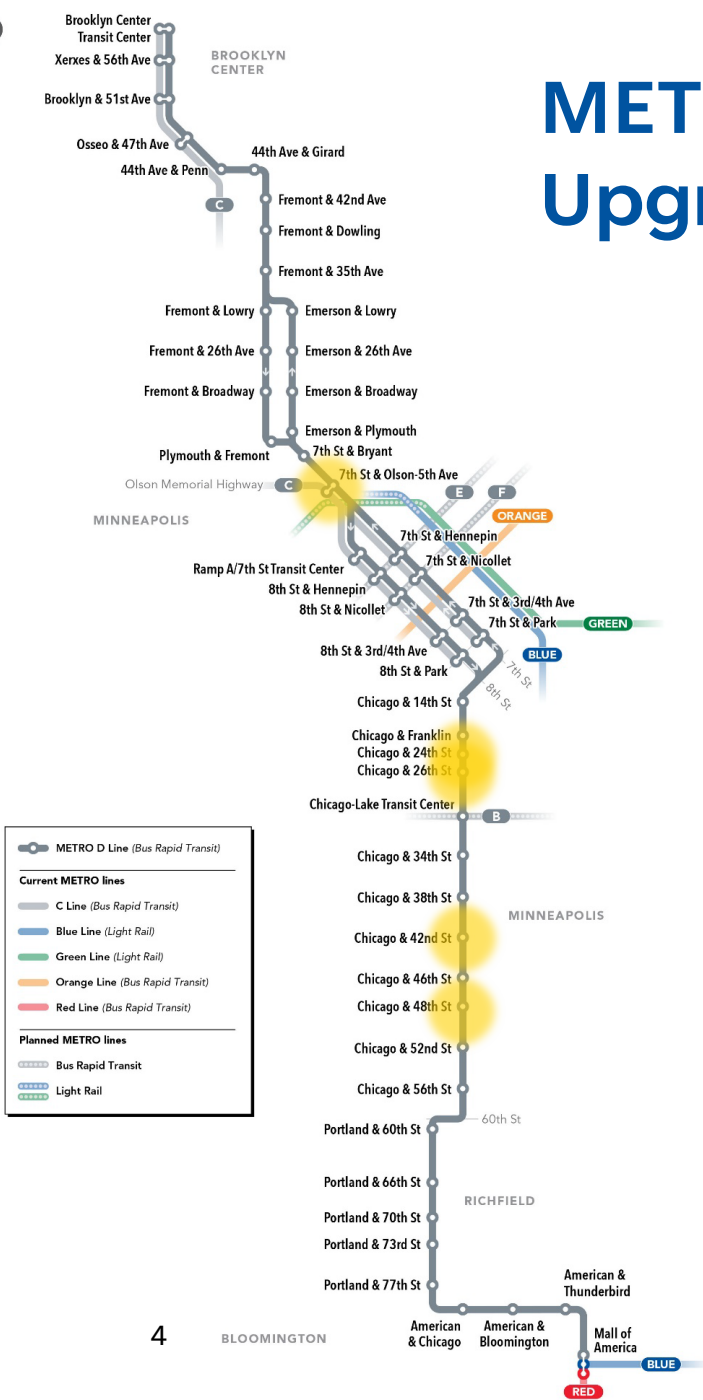 Brooklyn Center
Transit Center
Xerxes & 56th Ave
BROOKLYN
CENTER
Brooklyn & 51st Ave
MET
Upgr
Osseo & 47th Ave
44th Ave & Girard
44th Ave & Penn
C
Fremont & 42nd Ave
Fremont & Dowling
Fremont & 35th Ave
Fremont & Lowry
Emerson & Lowry
Fremont & 26th Ave
Emerson & 26th Ave
Fremont & Broadway
Emerson & Broadway
Emerson & Plymouth
Plymouth & Fremont
7th St & Bryant
7th St & Olson-5th Ave
Olson Memorial Highway
C
E
F
MINNEAPOLIS
ORANGE
7th St & Hennepin
7th St & Nicollet
Ramp A/7th St Transit Center
8th St & Hennepin
8th St & Nicollet
7th St & 3rd/4th Ave
7th St & Park
GREEN
8th St & 3rd/4th Ave
BLUE
8th St & Park
7th St
8th St
Chicago & 14th St
Chicago & Franklin
Chicago & 24th St
Chicago & 26th St
Chicago-Lake Transit Center
B
METRO D Line (Bus Rapid Transit)
Current METRO lines
C Line (Bus Rapid Transit)
Blue Line (Light Rail)
Green Line (Light Rail)
Orange Line (Bus Rapid Transit)
Red Line (Bus Rapid Transit)
Planned METRO lines
Bus Rapid Transit
Light Rail
Chicago & 34th St
Chicago & 38th St
MINNEAPOLIS
Chicago & 42nd St
Chicago & 46th St
Chicago & 48th St
Chicago & 52nd St
Chicago & 56th St
60th St
Portland & 60th St
Portland & 66th St
RICHFIELD
Portland & 70th St
Portland & 73rd St
Portland & 77th St
American &
Thunderbird
American
& Chicago
American &
Bloomington
Mall of
America
4
BLOOMINGTON
BLUE
RED